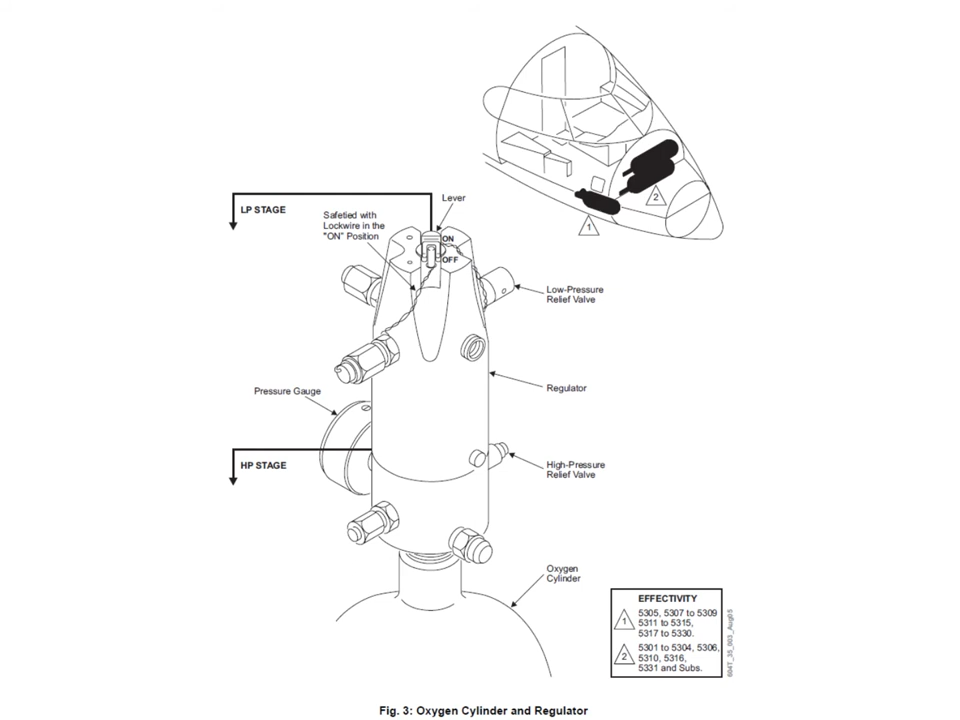 LP STAGE
Safetied with
Lockwire in the
"ON" Position
Lever
ON
OFF
1
2
Low-Pressure
Relief Valve
Regulator
Pressure Gauge
HP STAGE
High-Pressure
Relief Valve
Oxygen
Cylinder
EFFECTIVITY
1
5305, 5307 to 5309
5311 to 5315,
5317 to 5330.
2
5301 to 5304, 5306,
5310, 5316,
5331 and Subs.
604T_35_003_Aug05
Fig. 3: Oxygen Cylinder and Regulator